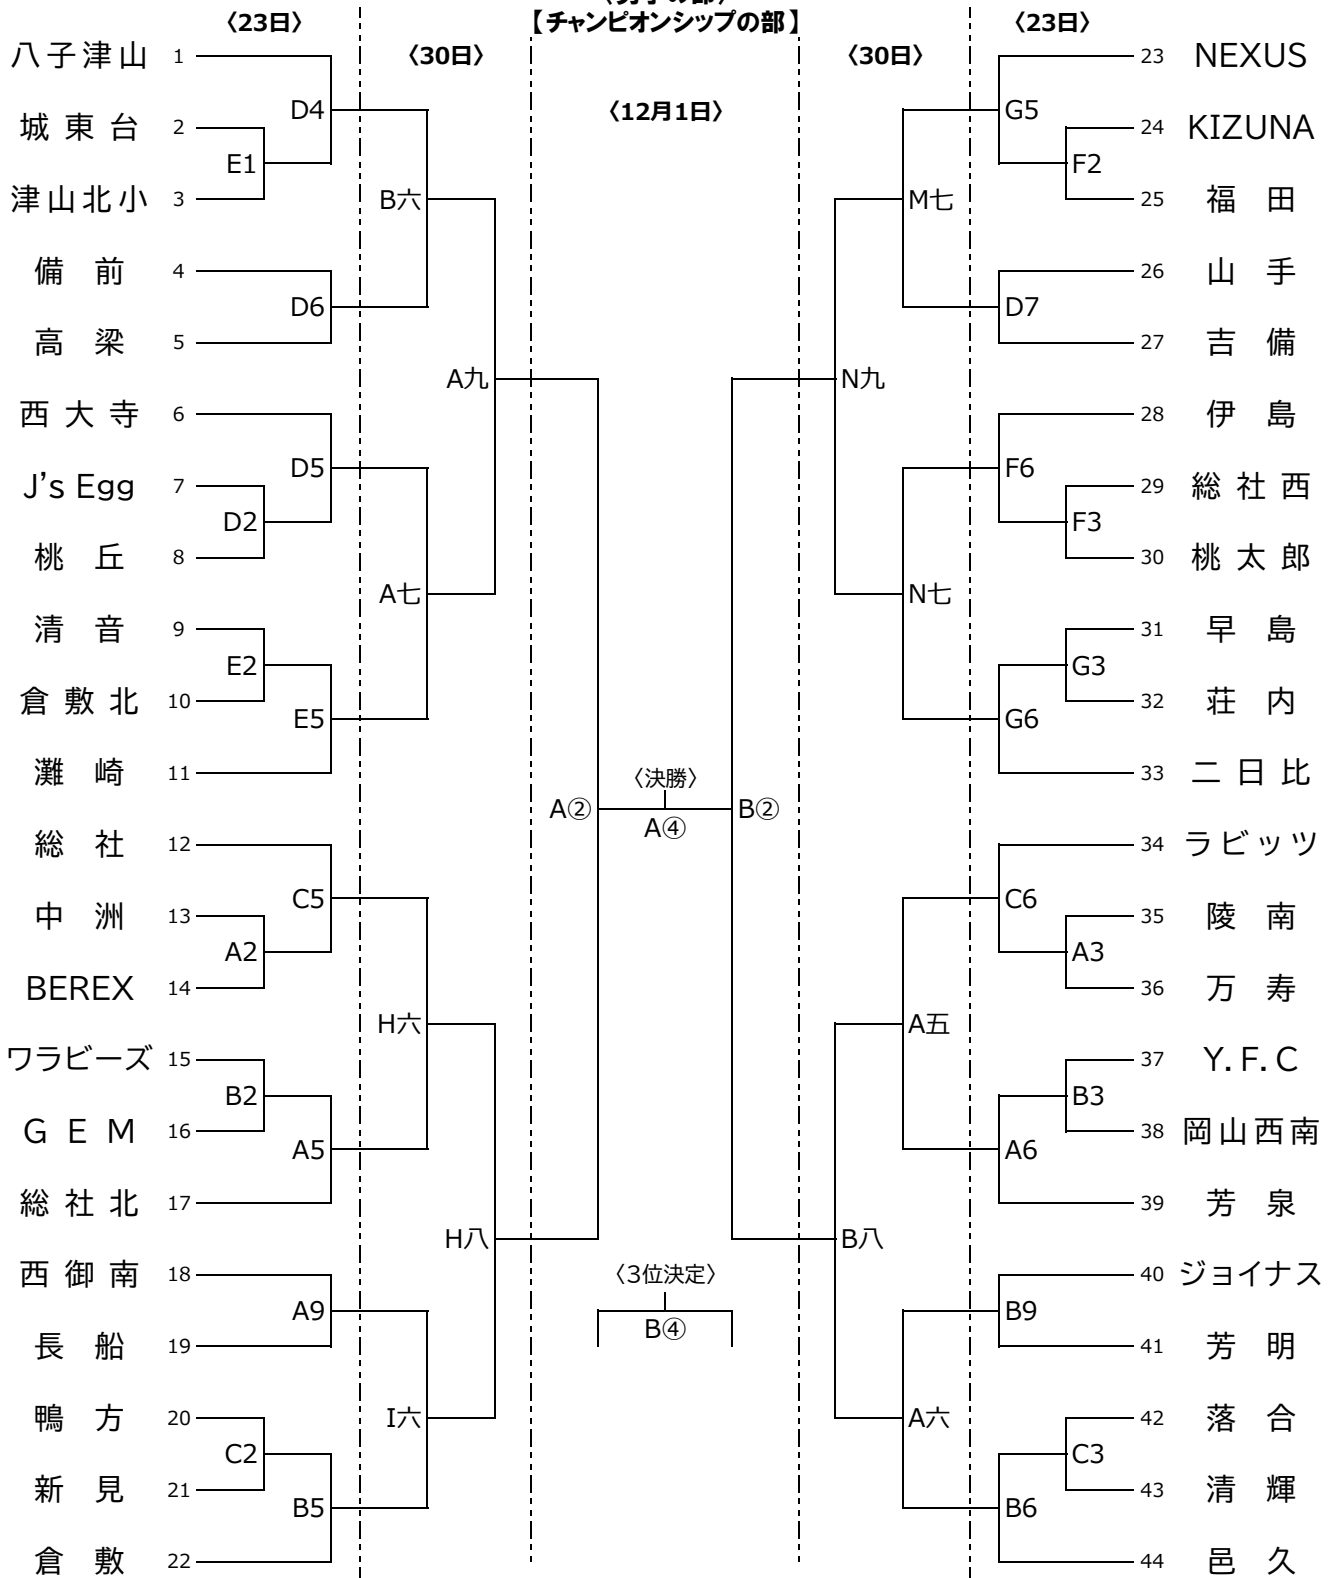 【チャンピオンシップの部】
〈23日〉
〈30日〉
〈12月1日〉
〈30日〉
〈23日〉
八子津山 1
城東台 2
津山北小 3
備前 4
高梁 5
西大寺 6
J's Egg 7
桃丘 8
清音 9
倉敷北 10
灘崎 11
総社 12
中洲 13
BEREX 14
ワラビーズ 15
GEM 16
総社北 17
西御南 18
長船 19
鴨方 20
新見 21
倉敷 22
D4
E1
D6
D5
D2
E2
E5
C5
A2
B2
A5
A9
C2
B5
B六
A七
H六
I六
A九
H八
A②
〈決勝〉
A④
〈3位決定〉
B④
B②
N九
B八
M七
N七
A五
A六
G5
F2
D7
F6
F3
G3
G6
C6
A3
B3
A6
B9
C3
B6
23 NEXUS
24 KIZUNA
25 福田
26 山手
27 吉備
28 伊島
29 総社西
30 桃太郎
31 早島
32 荘内
33 二日比
34 ラビッツ
35 陵南
36 万寿
37 Y.F.C
38 岡山西南
39 芳泉
40 ジョイナス
41 芳明
42 落合
43 清輝
44 邑久